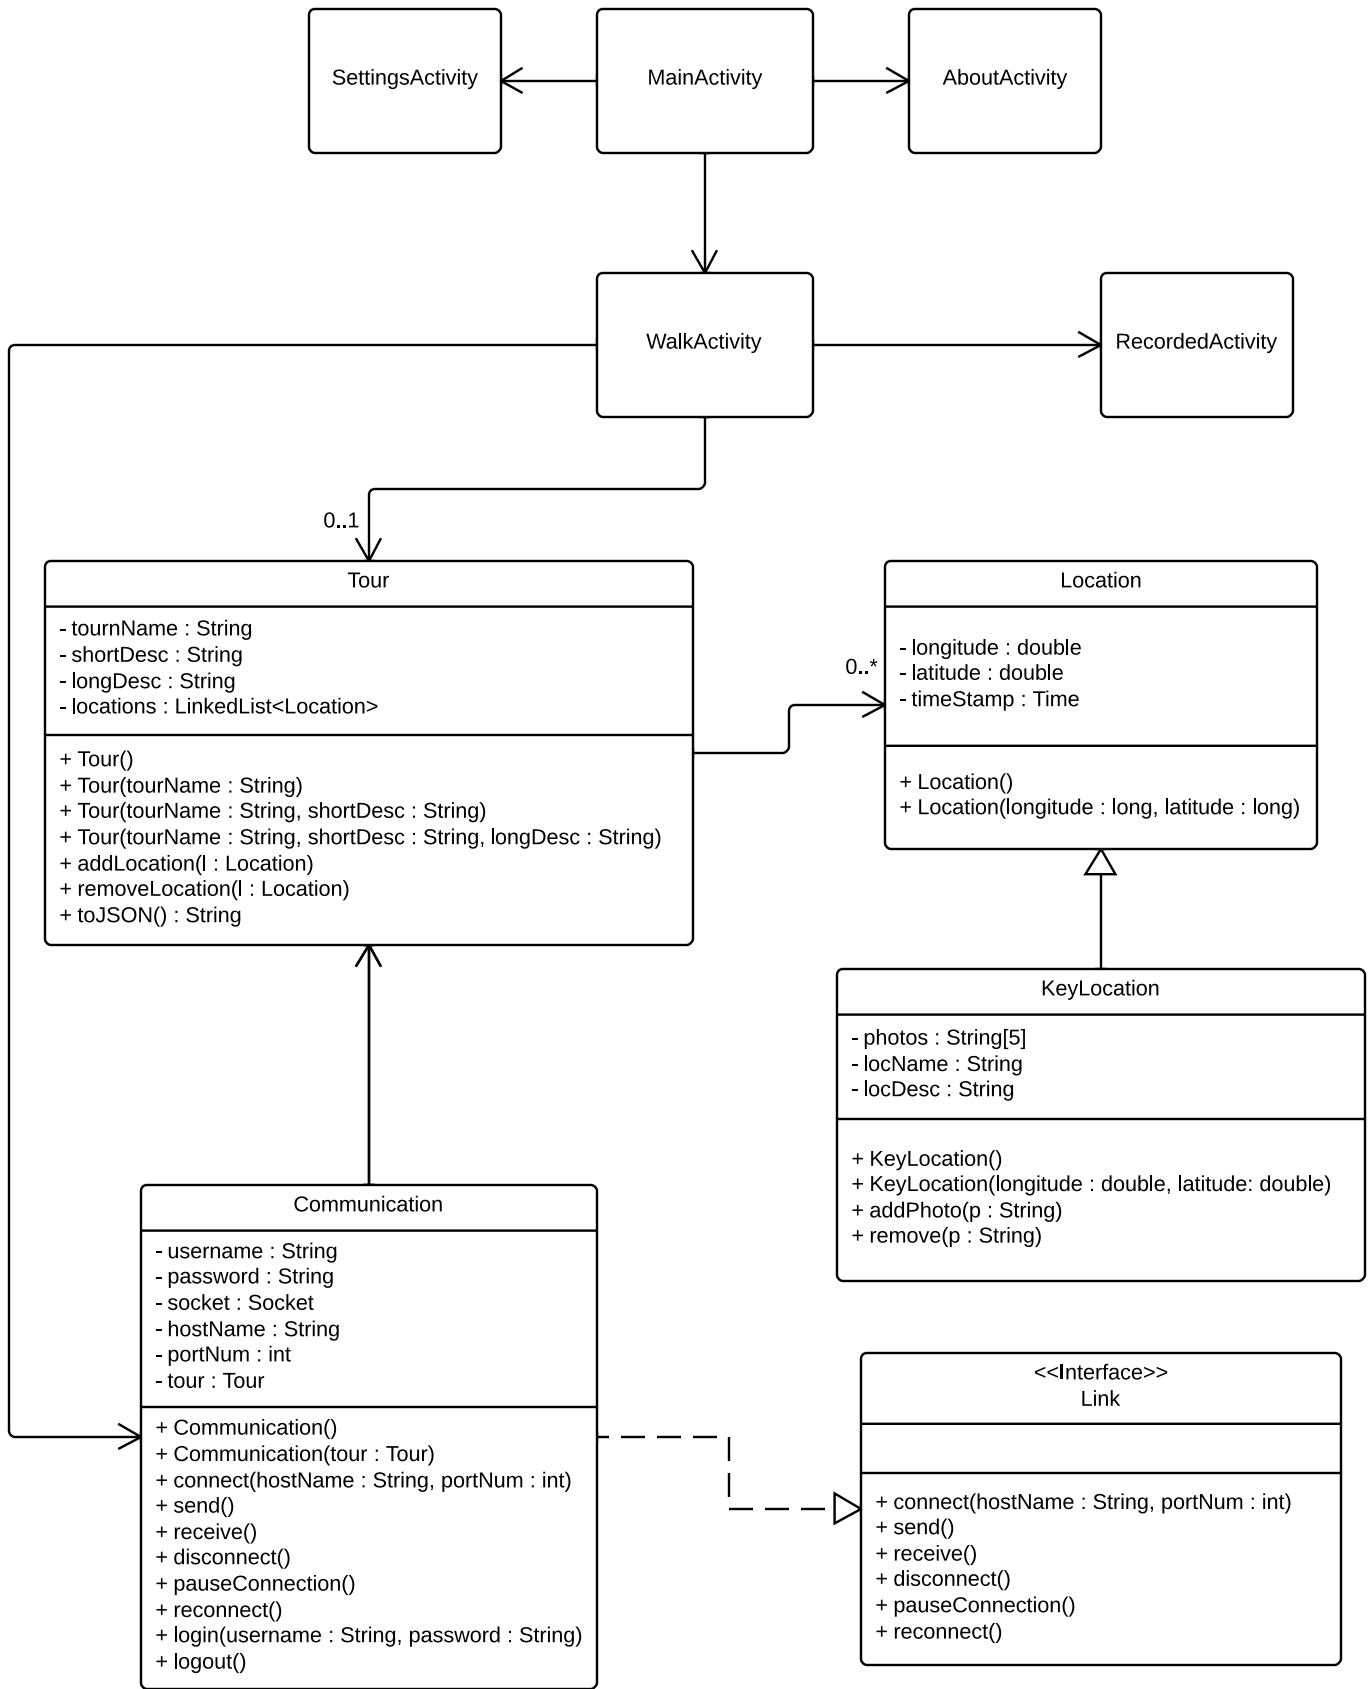 SettingsActivity
MainActivity
AboutActivity
WalkActivity
RecordedActivity
0..1
Tour
- tournName : String
- shortDesc : String
- longDesc : String
- locations : LinkedList<Location>
+ Tour()
+ Tour(tourName : String)
+ Tour(tourName : String, shortDesc : String)
+ Tour(tourName : String, shortDesc : String, longDesc : String)
+ addLocation(l : Location)
+ removeLocation(l : Location)
+ toJSON() : String
0..*
Location
- longitude : double
- latitude : double
- timeStamp : Time
+ Location()
+ Location(longitude : long, latitude : long)
KeyLocation
- photos : String[5]
- locName : String
- locDesc : String
+ KeyLocation()
+ KeyLocation(longitude : double, latitude: double)
+ addPhoto(p : String)
+ remove(p : String)
Communication
- username : String
- password : String
- socket : Socket
- hostName : String
- portNum : int
- tour : Tour
+ Communication()
+ Communication(tour : Tour)
+ connect(hostName : String, portNum : int)
+ send()
+ receive()
+ disconnect()
+ pauseConnection()
+ reconnect()
+ login(username : String, password : String)
+ logout()
<<Interface>>
Link
+ connect(hostName : String, portNum : int)
+ send()
+ receive()
+ disconnect()
+ pauseConnection()
+ reconnect()